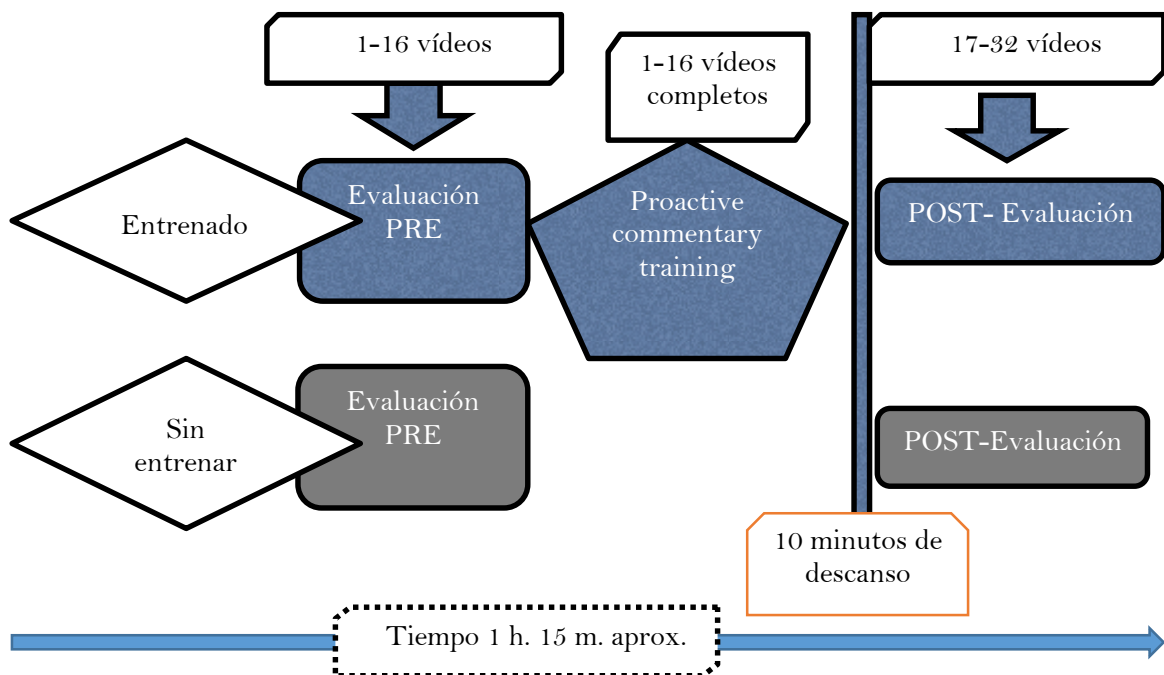 1-16 vídeos
1-16 vídeos
completos
17-32 vídeos
Entrenado
Evaluación
PRE
Proactive
commentary
training
POST- Evaluación
Sin
entrenar
Evaluación
PRE
POST-Evaluación
10 minutos de
descanso
Tiempo 1 h. 15 m. aprox.